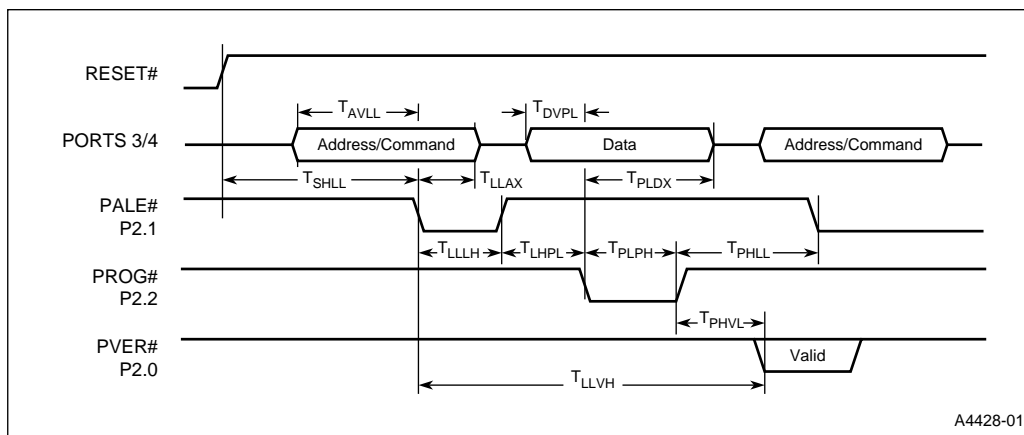 RESET#
T_AVLL
T_DVPL
PORTS 3/4
Address/Command
Data
Address/Command
T_SHLL
T_LLAX
T_PLDX
PALE#
P2.1
T_LLLH
T_LHPL
T_PLPH
T_PHLL
PROG#
P2.2
T_PHVL
PVER#
P2.0
Valid
T_LLVH
A4428-01